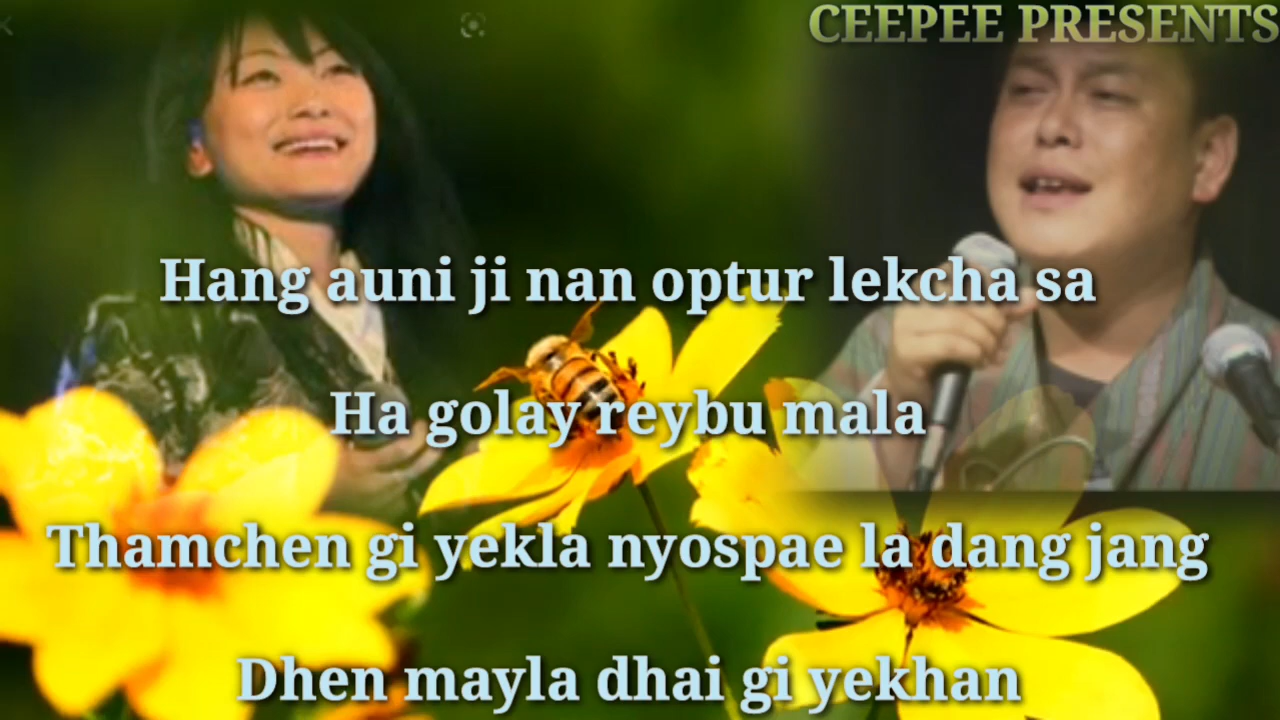 CEEPEE PRESENTS
Hang auni ji nan optur lekcha sa
Ha golay reybu mala
Thamchen gi yekla nyospae la dang jang
Dhen mayla dhai gi yekhan